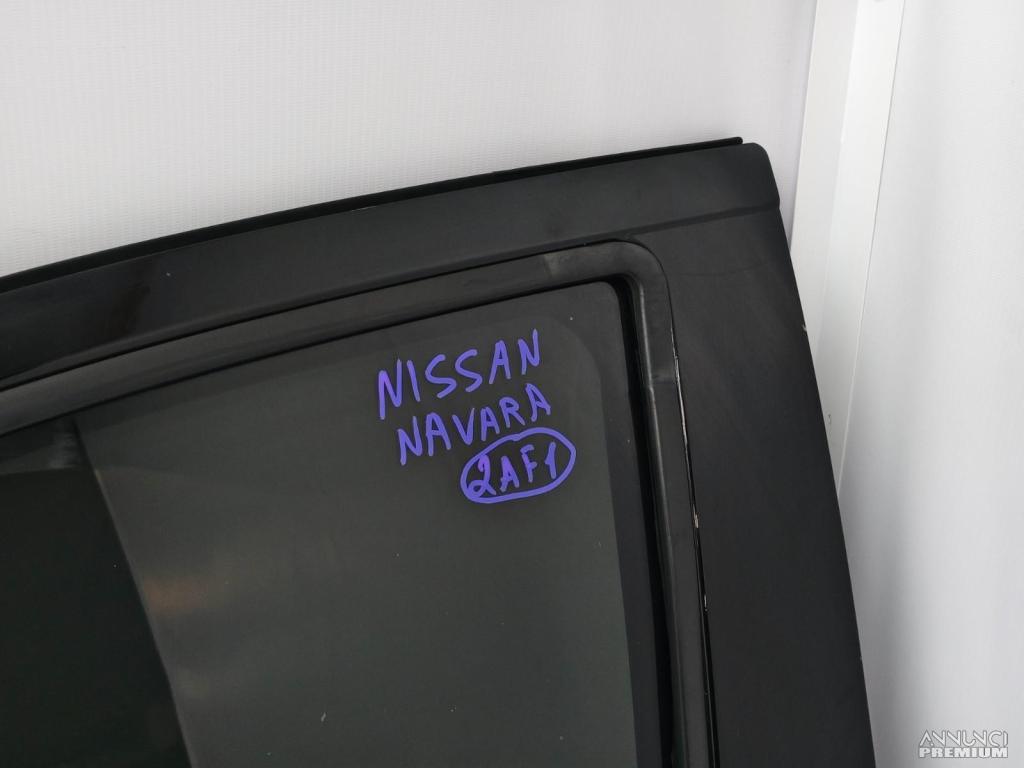 NISSAN
NAVARA
2AF1
ANNUNCI
PREMIUM